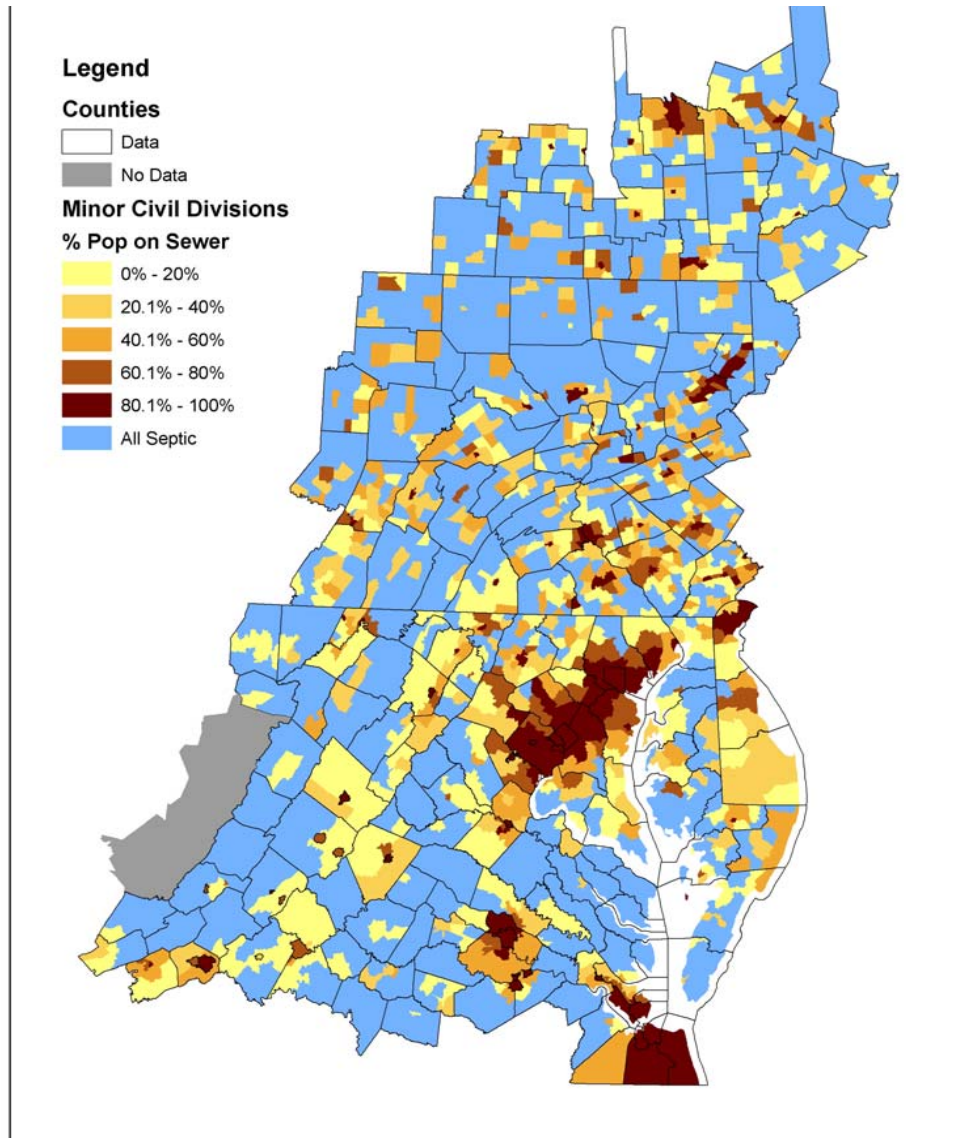 Legend
Counties
Data
No Data
Minor Civil Divisions
% Pop on Sewer
0% - 20%
20.1% - 40%
40.1% - 60%
60.1% - 80%
80.1% - 100%
All Septic